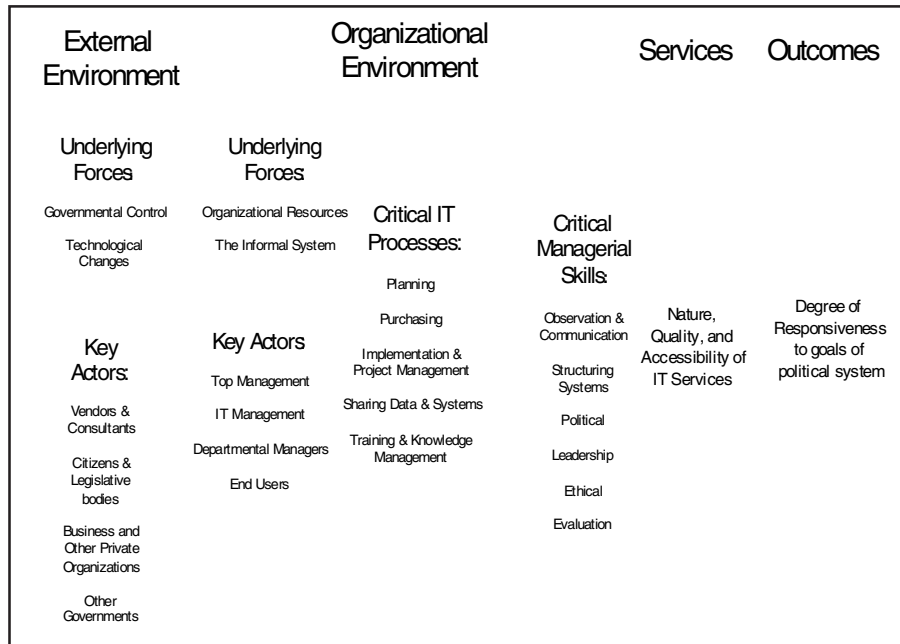 External
Environment
Organizational
Environment
Services
Outcomes
Underlying
Forces:
Governmental Control
Technological
Changes
Key
Actors:
Vendors &
Consultants
Citizens &
Legislative
bodies
Business and
Other Private
Organizations
Other
Governments
Underlying
Forces:
Organizational Resources
The Informal System
Key Actors
Top Management
IT Management
Departmental Managers
End Users
Critical IT
Processes:
Planning
Purchasing
Implementation &
Project Management
Sharing Data & Systems
Training & Knowledge
Management
Critical
Managerial
Skills:
Observation &
Communication
Structuring
Systems
Political
Leadership
Ethical
Evaluation
Nature,
Quality, and
Accessibility of
IT Services
Degree of
Responsiveness
to goals of
political system